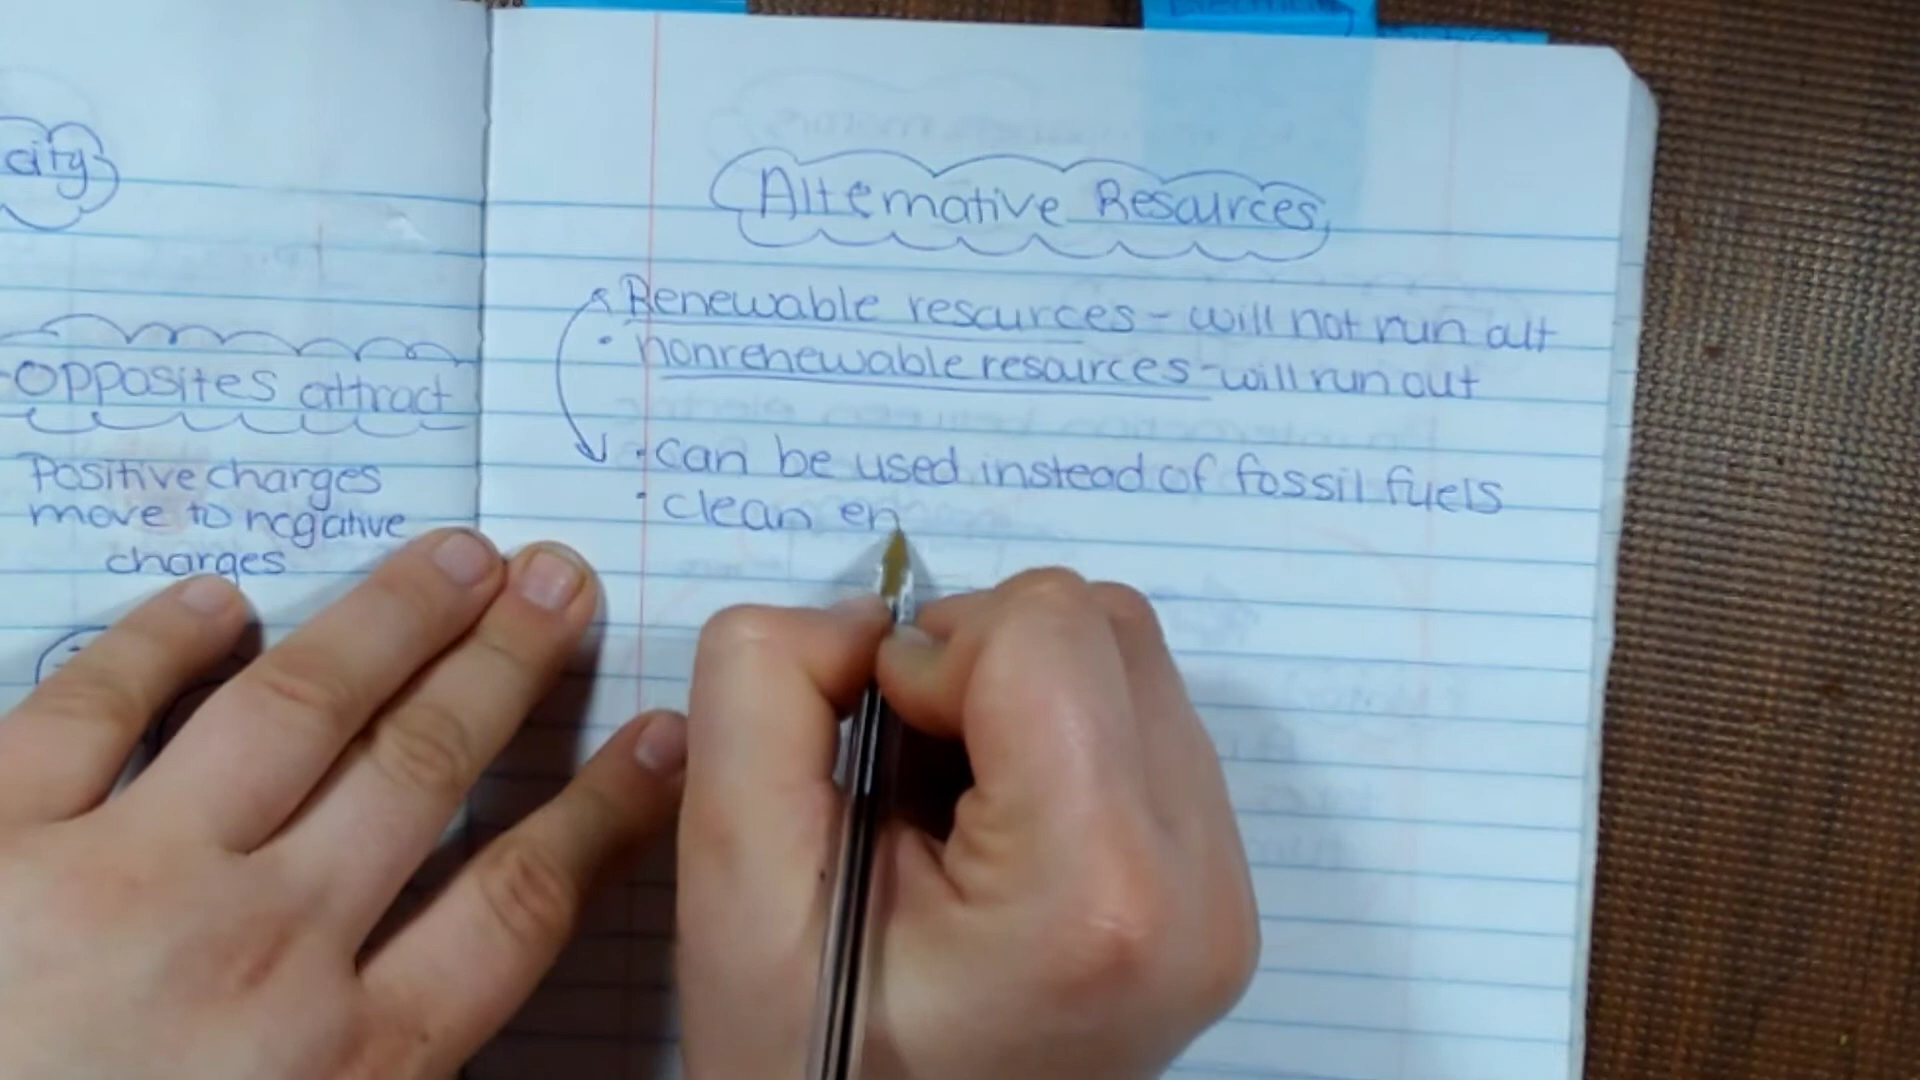 city
Opposites attract
Positive charges
move to negative
charges
Alternative Resources
Renewable resources - will not run out
nonrenewable resources - will run out
can be used instead of fossil fuels
clean en